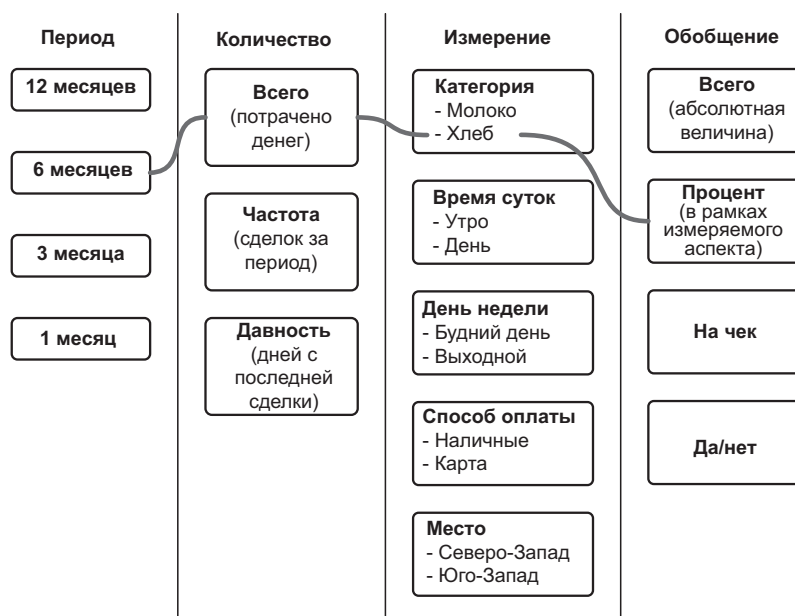 Период
12 месяцев
6 месяцев
3 месяца
1 месяц
Количество
Всего
(потрачено
денег)
Частота
(сделок за
период)
Давность
(дней с
последней
сделки)
Измерение
Категория
- Молоко
- Хлеб
Время суток
- Утро
- День
День недели
- Будний день
- Выходной
Способ оплаты
- Наличные
- Карта
Место
- Северо-Запад
- Юго-Запад
Обобщение
Всего
(абсолютная
величина)
Процент
(в рамках
измеряемого
аспекта)
На чек
Да/нет